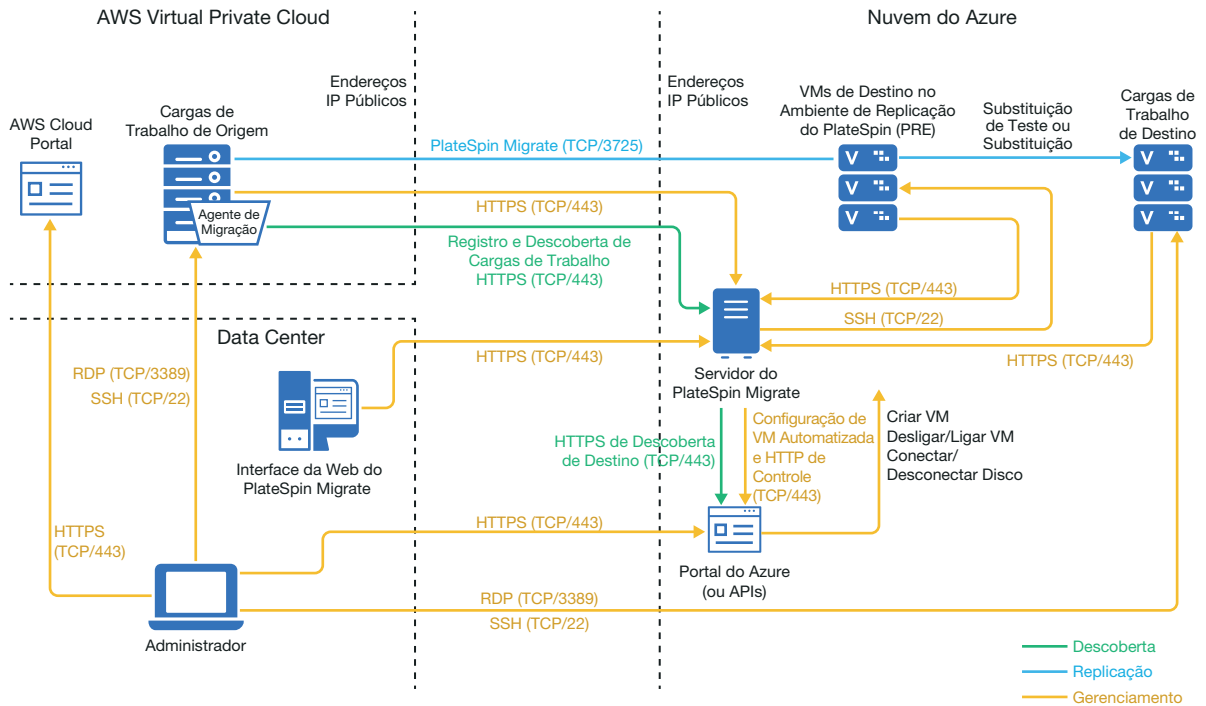 AWS Virtual Private Cloud
Nuvem do Azure
Endereços
IP Públicos
Endereços
IP Públicos
AWS Cloud
Portal
Cargas de
Trabalho de Origem
Agente de
Migração
VMs de Destino no
Ambiente de Replicação
do PlateSpin (PRE)
Substituição
de Teste ou
Substituição
Cargas de
Trabalho
de Destino
PlateSpin Migrate (TCP/3725)
V
V
V
V
V
V
HTTPS (TCP/443)
Registro e Descoberta de
Cargas de Trabalho
HTTPS (TCP/443)
HTTPS (TCP/443)
SSH (TCP/22)
HTTPS (TCP/443)
Data Center
HTTPS (TCP/443)
RDP (TCP/3389)
SSH (TCP/22)
Interface da Web do
PlateSpin Migrate
Servidor do
PlateSpin Migrate
HTTPS de Descoberta
de Destino (TCP/443)
Configuração de
VM Automatizada
e HTTP de
Controle
(TCP/443)
Criar VM
Desligar/Ligar VM
Conectar/
Desconectar Disco
HTTPS
(TCP/443)
HTTPS (TCP/443)
Portal do Azure
(ou APIs)
Administrador
RDP (TCP/3389)
SSH (TCP/22)
Descoberta
Replicação
Gerenciamento